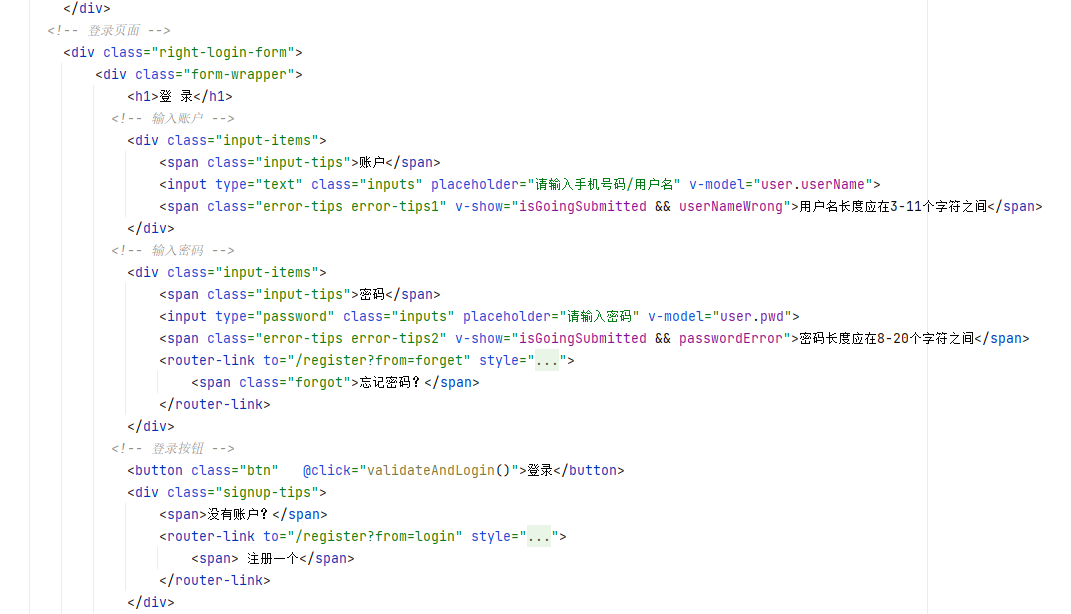 </div>
<!-- 登录页面 -->
<div class="right-login-form">
<div class="form-wrapper">
<h1>登 录</h1>
<!-- 输入账户 -->
<div class="input-items">
<span class="input-tips">账户</span>
<input type="text" class="inputs" placeholder="请输入手机号码/用户名" v-model="user.userName">
<span class="error-tips error-tips1" v-show="isGoingSubmitted && userNameWrong">用户名长度应在3-11个字符之间</span>
</div>
<!-- 输入密码 -->
<div class="input-items">
<span class="input-tips">密码</span>
<input type="password" class="inputs" placeholder="请输入密码" v-model="user.pwd">
<span class="error-tips error-tips2" v-show="isGoingSubmitted && passwordError">密码长度应在8-20个字符之间</span>
<router-link to="/register?from=forget" style="...">
<span class="forgot">忘记密码？</span>
</router-link>
</div>
<!-- 登录按钮 -->
<button class="btn"   @click="validateAndLogin()">登录</button>
<div class="signup-tips">
<span>没有账户？</span>
<router-link to="/register?from=login" style="...">
<span> 注册一个</span>
</router-link>
</div>